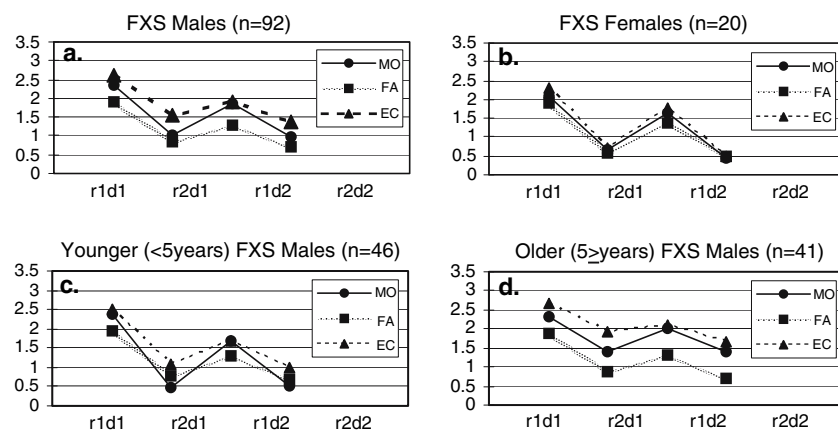 FXS Males (n=92)
a.
3.5
3
2.5
2
1.5
1
0.5
0
MO
FA
EC
r1d1 r2d1 r1d2 r2d2
FXS Females (n=20)
b.
3.5
3
2.5
2
1.5
1
0.5
0
MO
FA
EC
r1d1 r2d1 r1d2 r2d2
Younger (<5years) FXS Males (n=46)
c.
3.5
3
2.5
2
1.5
1
0.5
0
MO
FA
EC
r1d1 r2d1 r1d2 r2d2
Older (5≥years) FXS Males (n=41)
d.
3.5
3
2.5
2
1.5
1
0.5
0
MO
FA
EC
r1d1 r2d1 r1d2 r2d2